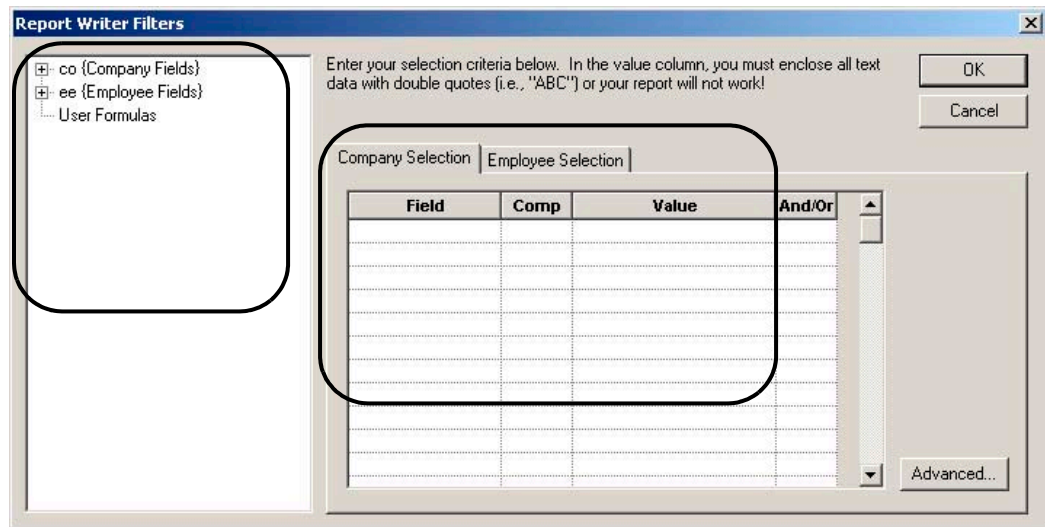 Report Writer Filters
co {Company Fields}
ee {Employee Fields}
User Formulas
Enter your selection criteria below. In the value column, you must enclose all text
data with double quotes (i.e., "ABC") or your report will not work!
OK
Cancel
Company Selection Employee Selection
Field Comp Value And/Or
Advanced...